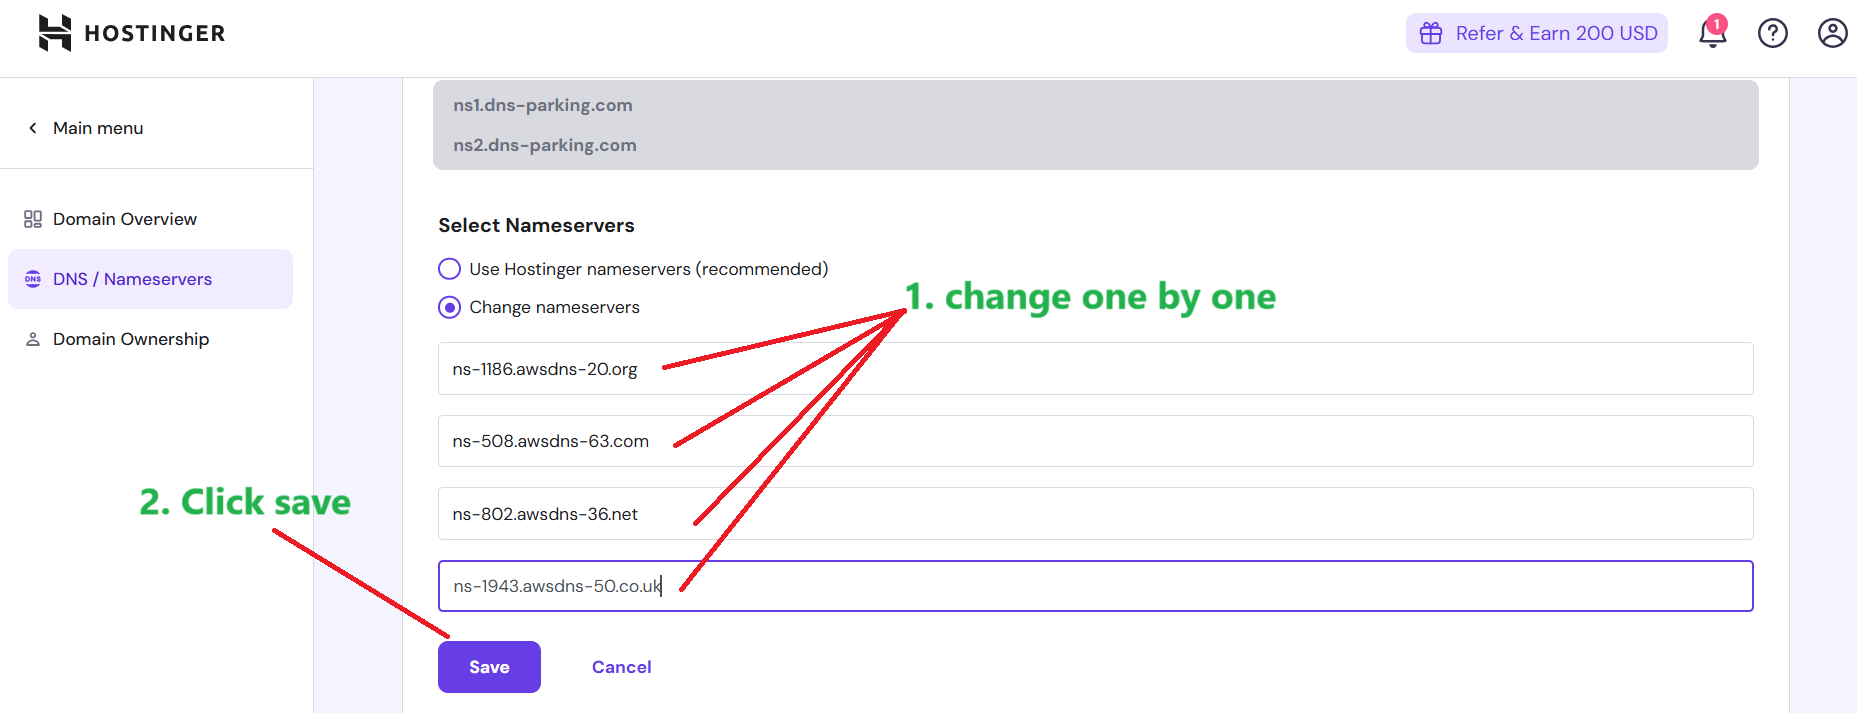 HOSTINGER
Refer & Earn 200 USD
1
Main menu
Domain Overview
DNS
DNS / Nameservers
Domain Ownership
ns1.dns-parking.com
ns2.dns-parking.com
Select Nameservers
Use Hostinger nameservers (recommended)
Change nameservers
1. change one by one
ns-1186.awsdns-20.org
ns-508.awsdns-63.com
ns-802.awsdns-36.net
ns-1943.awsdns-50.co.uk
2. Click save
Save
Cancel